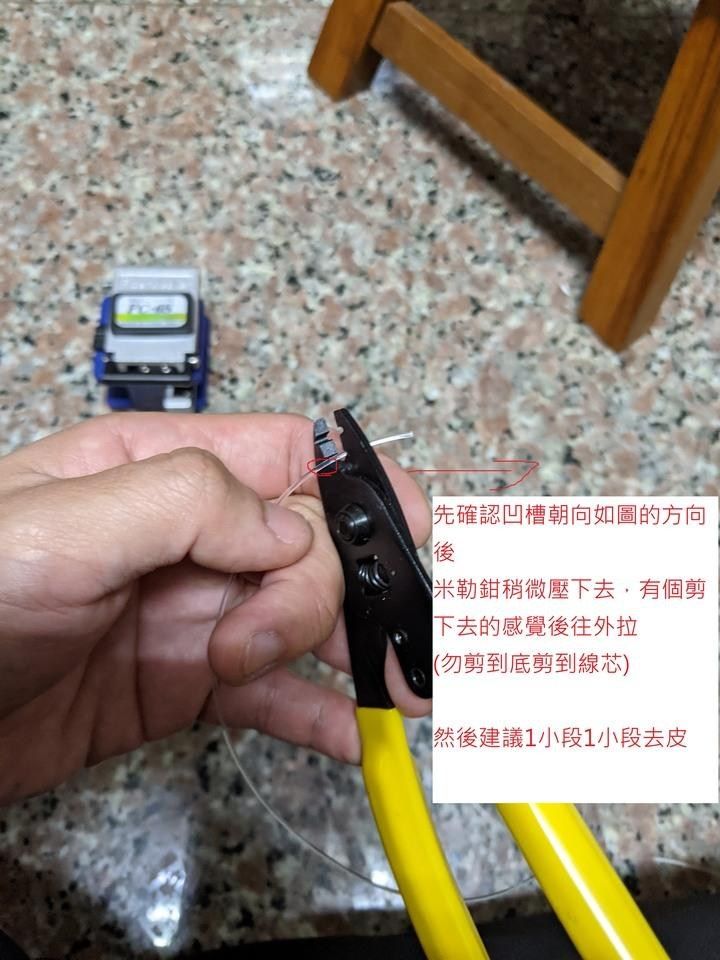 FC-6S
先確認凹槽朝向如圖的方向
後
米勒鉗稍微壓下去，有個剪
下去的感覺後往外拉
(勿剪到底剪到線芯)
然後建議1小段1小段去皮